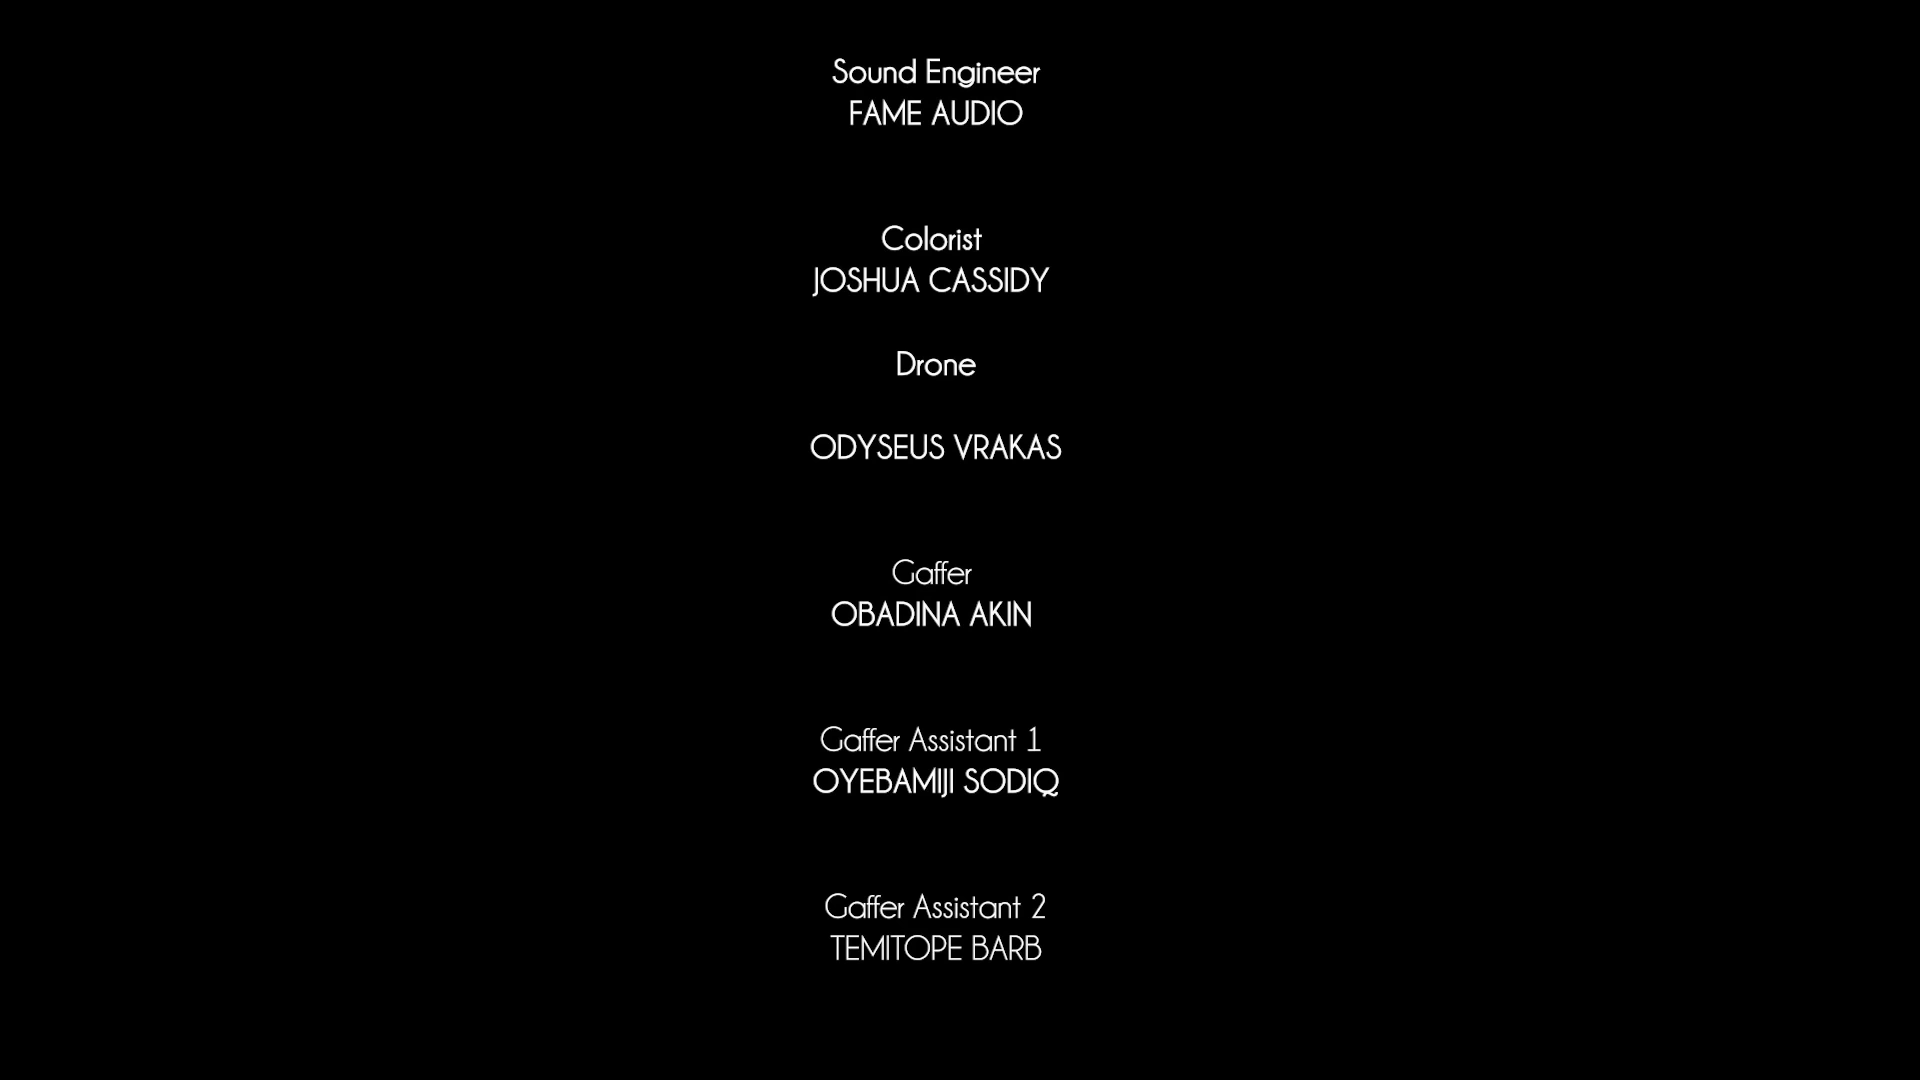 Sound Engineer
FAME AUDIO
Colorist
JOSHUA CASSIDY
Drone
ODYSEUS VRAKAS
Gaffer
OBADINA AKIN
Gaffer Assistant 1
OYEBAMIJI SODIQ
Gaffer Assistant 2
TEMITOPE BARB